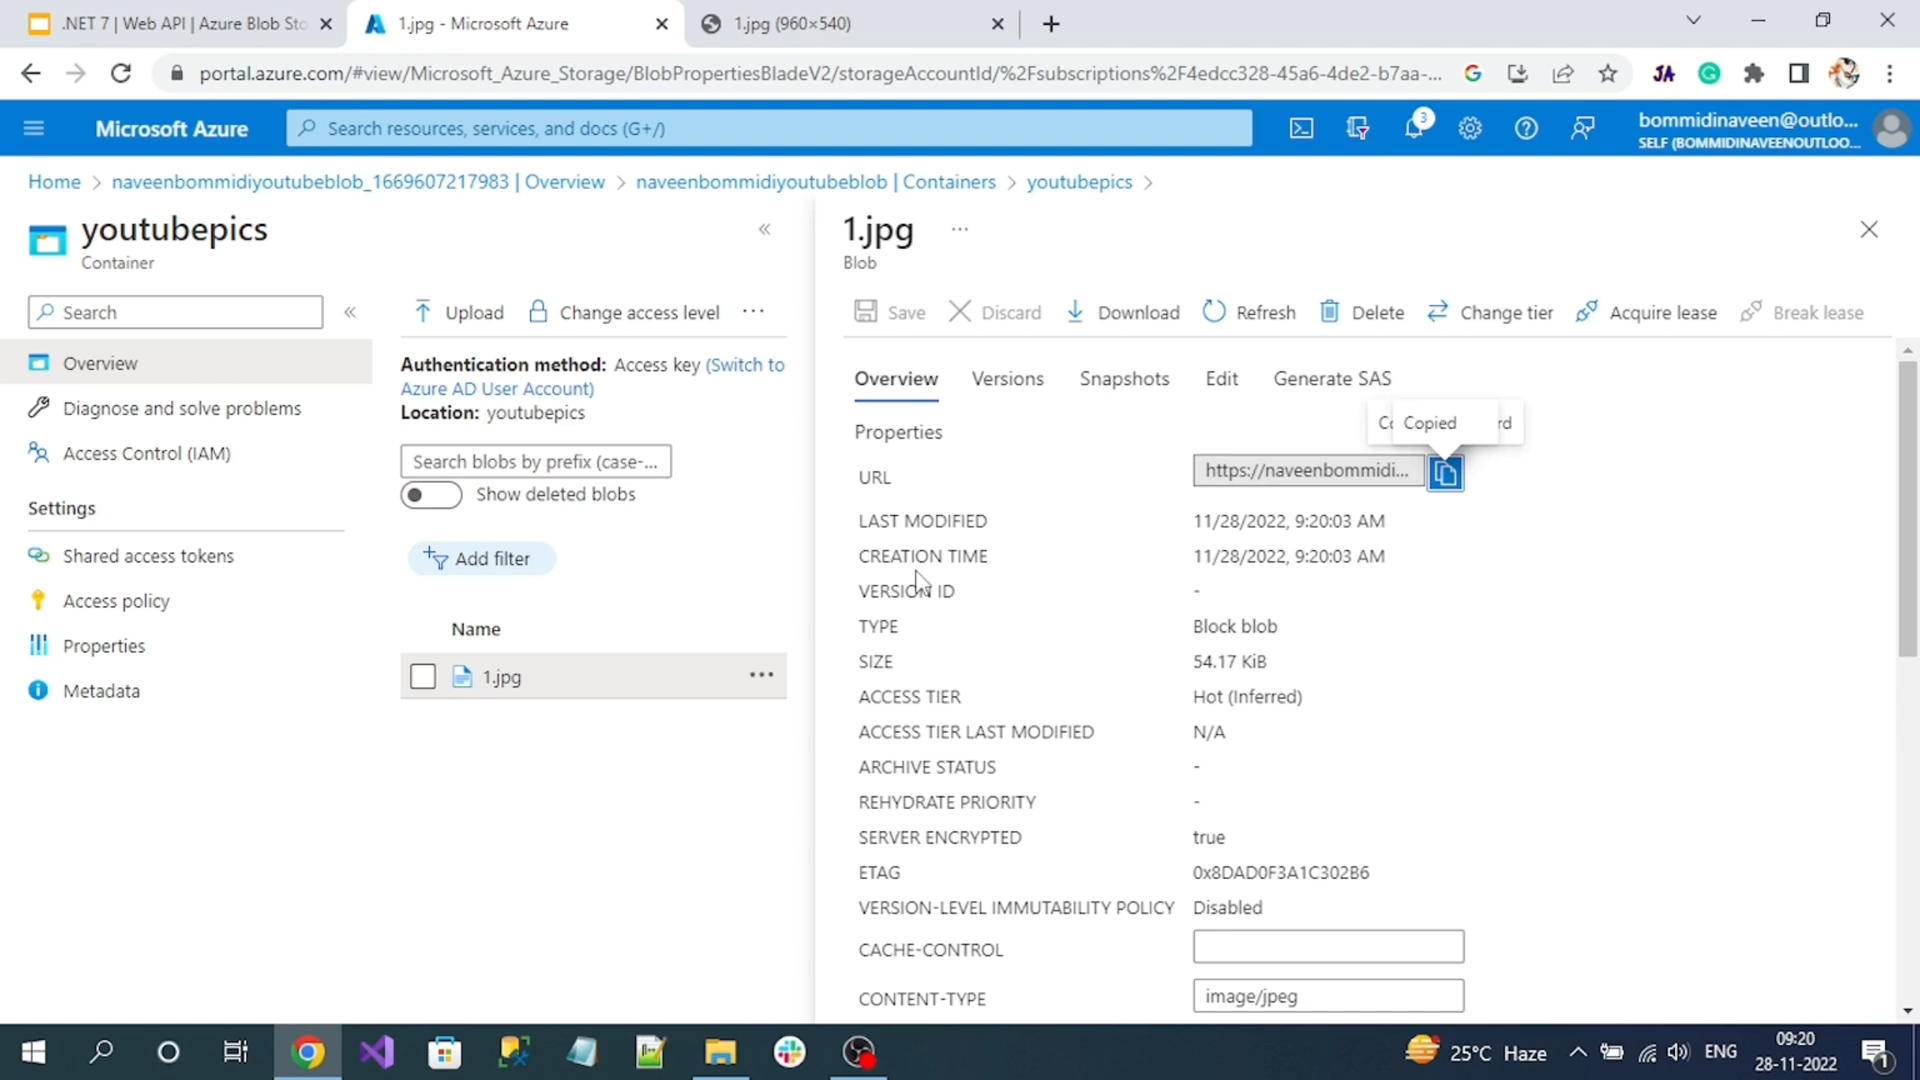 .NET 7 | Web API | Azure Blob Sto
1.jpg - Microsoft Azure
1.jpg (960×540)
portal.azure.com/#view/Microsoft_Azure_Storage/BlobPropertiesBladeV2/storageAccountId/%2Fsubscriptions%2F4edcc328-45a6-4de2-b7aa-...
Microsoft Azure
Search resources, services, and docs (G+/)
3
bommidinaveen@outlo...
SELF (BOMMIDINAVEENOUTLOO...
Home > naveenbommidiyoutubeblob_1669607217983 | Overview > naveenbommidiyoutubeblob | Containers > youtubepics >
youtubepics
Container
Search
Overview
Diagnose and solve problems
Access Control (IAM)
Settings
Shared access tokens
Access policy
Properties
Metadata
Upload
Change access level
Authentication method: Access key (Switch to
Azure AD User Account)
Location: youtubepics
Search blobs by prefix (case-...
Show deleted blobs
Add filter
Name
1.jpg
1.jpg ...
Blob
Save
Discard
Download
Refresh
Delete
Change tier
Acquire lease
Break lease
Overview
Versions
Snapshots
Edit
Generate SAS
Copied
Properties
URL https://naveenbommidi...
LAST MODIFIED 11/28/2022, 9:20:03 AM
CREATION TIME 11/28/2022, 9:20:03 AM
VERSION ID -
TYPE Block blob
SIZE 54.17 KiB
ACCESS TIER Hot (Inferred)
ACCESS TIER LAST MODIFIED N/A
ARCHIVE STATUS -
REHYDRATE PRIORITY -
SERVER ENCRYPTED true
ETAG 0x8DAD0F3A1C302B6
VERSION-LEVEL IMMUTABILITY POLICY Disabled
CACHE-CONTROL
CONTENT-TYPE image/jpeg
25°C Haze
ENG
09:20
28-11-2022
1